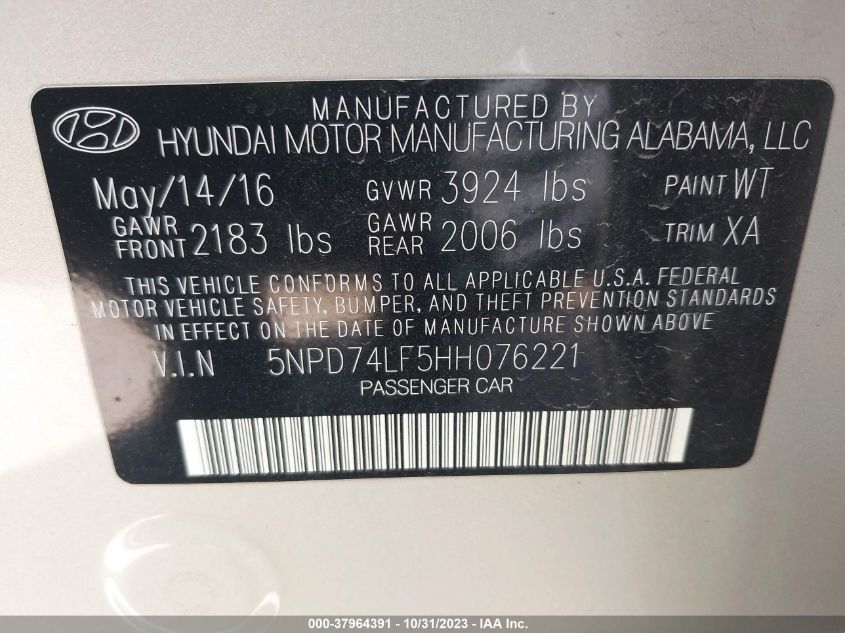 MANUFACTURED BY
HYUNDAI MOTOR MANUFACTURING ALABAMA, LLC
May/14/16 GVWR 3924 lbs PAINT WT
GAWR FRONT 2183 lbs GAWR REAR 2006 lbs TRIM XA
THIS VEHICLE CONFORMS TO ALL APPLICABLE U.S.A. FEDERAL
MOTOR VEHICLE SAFETY, BUMPER, AND THEFT PREVENTION STANDARDS
IN EFFECT ON THE DATE OF MANUFACTURE SHOWN ABOVE
V.I.N 5NPD74LF5HH076221
PASSENGER CAR
000-37964391 - 10/31/2023 - IAA Inc.